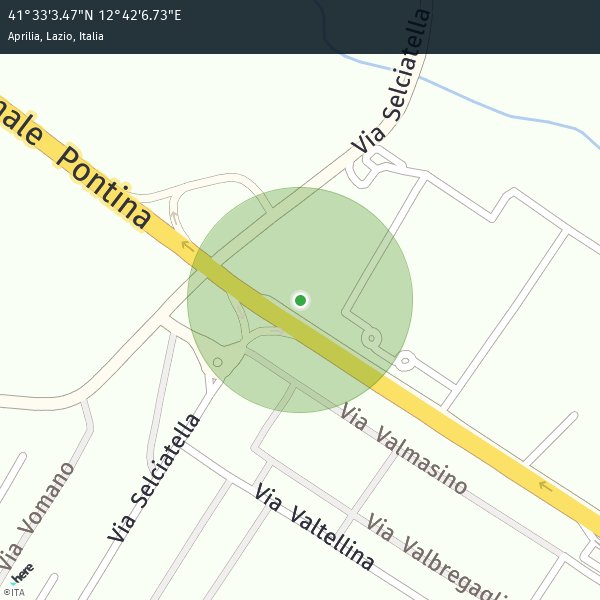 41°33'3.47"N 12°42'6.73"E
Aprilia, Lazio, Italia
Via Selciatella
nale Pontina
Via Valmasino
Via Selciatella
Via Vomano
Via Valtellina
Via Valbregagli
here
©ITA